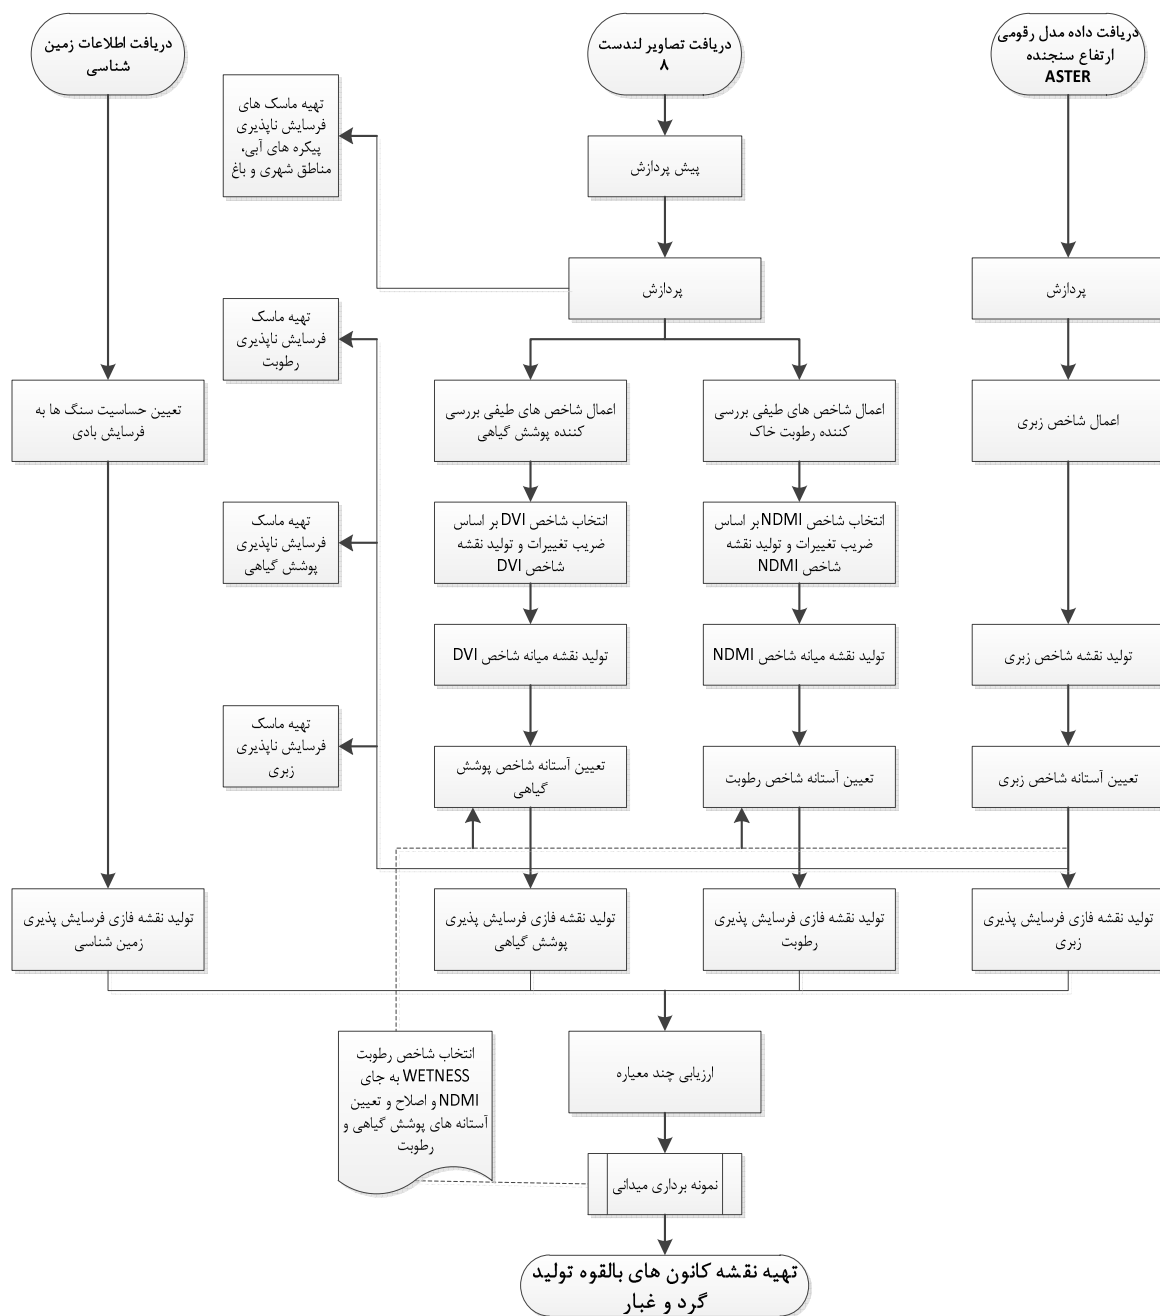 دریافت داده مدل رقومی
ارتفاع سنجنده
ASTER
دریافت تصاویر لندست
۸
دریافت اطلاعات زمین
شناسی
تهیه ماسک های
فرسایش ناپذیری
پیکره های آبی،
مناطق شهری و باغ
پیش پردازش
پردازش
پردازش
تهیه ماسک
فرسایش ناپذیری
رطوبت
اعمال شاخص زبری
اعمال شاخص های طیفی بررسی
کننده رطوبت خاک
اعمال شاخص های طیفی بررسی
کننده پوشش گیاهی
تعیین حساسیت سنگ ها به
فرسایش بادی
انتخاب شاخص NDMI بر اساس
ضریب تغییرات و تولید نقشه
شاخص NDMI
انتخاب شاخص DVI بر اساس
ضریب تغییرات و تولید نقشه
شاخص DVI
تهیه ماسک
فرسایش ناپذیری
پوشش گیاهی
تولید نقشه شاخص زبری
تولید نقشه میانه شاخص NDMI
تولید نقشه میانه شاخص DVI
تهیه ماسک
فرسایش ناپذیری
زبری
تعیین آستانه شاخص زبری
تعیین آستانه شاخص رطوبت
تعیین آستانه شاخص پوشش
گیاهی
تولید نقشه فازی فرسایش پذیری
زبری
تولید نقشه فازی فرسایش پذیری
رطوبت
تولید نقشه فازی فرسایش پذیری
پوشش گیاهی
تولید نقشه فازی فرسایش پذیری
زمین شناسی
ارزیابی چند معیاره
انتخاب شاخص رطوبت
WETNESS به جای
NDMI و اصلاح و تعیین
آستانه های پوشش گیاهی و
رطوبت
نمونه برداری میدانی
تهیه نقشه کانون های بالقوه تولید
گرد و غبار